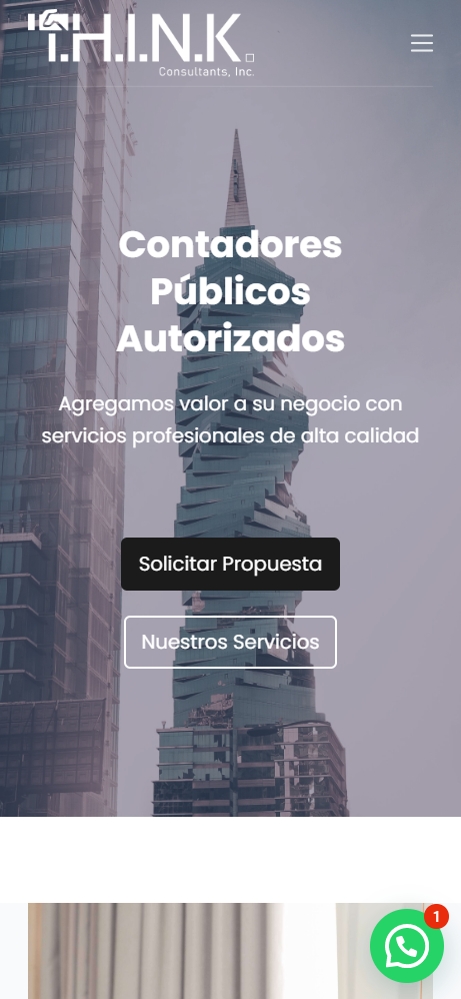 T.H.I.N.K.
Consultants, Inc.
Contadores
Públicos
Autorizados
Agregamos valor a su negocio con
servicios profesionales de alta calidad
Solicitar Propuesta
Nuestros Servicios
1